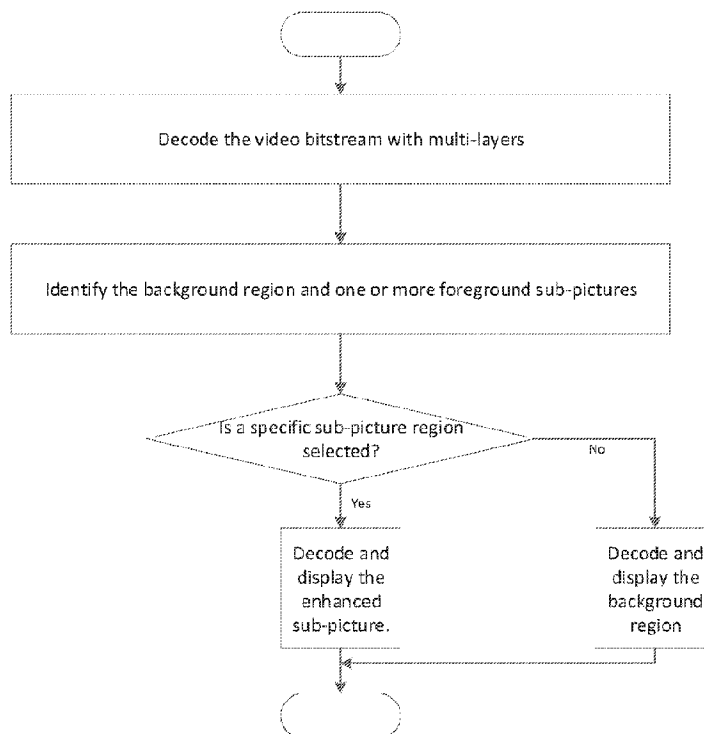 Decode the video bitstream with multi-layers
Identify the background region and one or more foreground sub-pictures
Is a specific sub-picture region
selected?
No
Yes
Decode and
display the
enhanced
sub-picture.
Decode and
display the
background
region